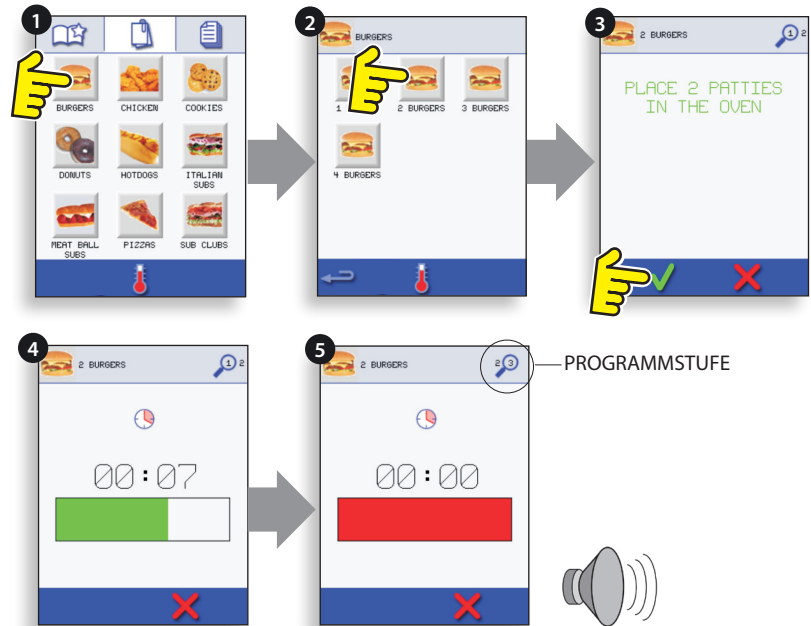 1
BURGERS
CHICKEN
COOKIES
DONUTS
HOTDOGS
ITALIAN
SUBS
MEAT BALL
SUBS
PIZZAS
SUB CLUBS
2
BURGERS
1
2 BURGERS
3 BURGERS
4 BURGERS
3
2 BURGERS
1 2
PLACE 2 PATTIES
IN THE OVEN
4
2 BURGERS
1 2
00:07
5
2 BURGERS
2 3
PROGRAMMSTUFE
00:00